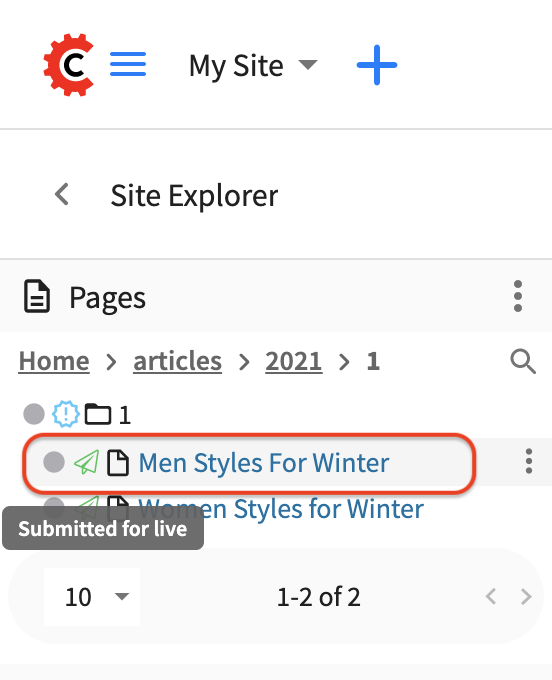 C
My Site
Site Explorer
Pages
Home > articles > 2021 > 1
1
Men Styles For Winter
Women Styles for Winter
Submitted for live
10
1-2 of 2